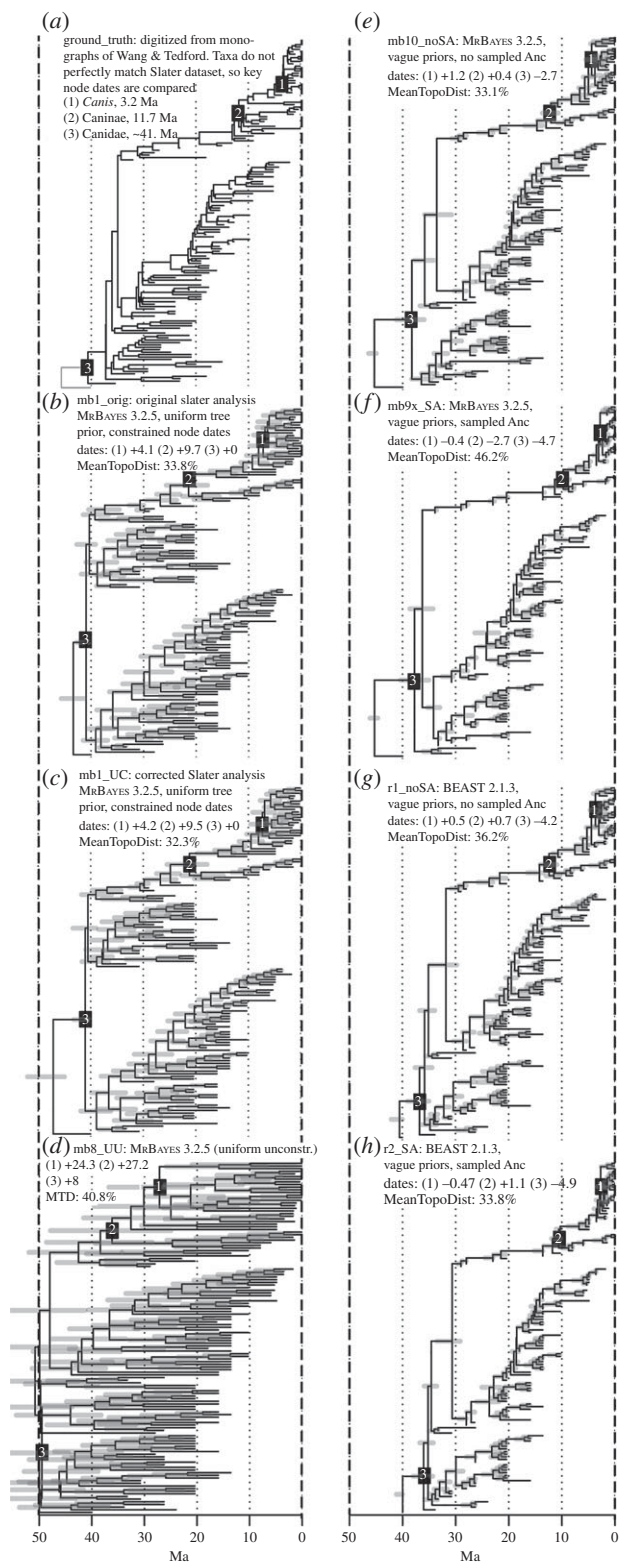 (a)
ground_truth: digitized from mono-
graphs of Wang & Tedford. Taxa do not
perfectly match Slater dataset, so key
node dates are compared
(1) Canis, 3.2 Ma
(2) Caninae, 11.7 Ma
(3) Canidae, ~41. Ma
1
2
3
(b) mb1_orig: original slater analysis
MRBAYES 3.2.5, uniform tree
prior, constrained node dates
dates: (1) +4.1 (2) +9.7 (3) +0
MeanTopoDist: 33.8%
1
2
3
(c) mb1_UC: corrected Slater analysis
MRBAYES 3.2.5, uniform tree
prior, constrained node dates
dates: (1) +4.2 (2) +9.5 (3) +0
MeanTopoDist: 32.3%
1
2
3
(d) mb8_UU: MRBAYES 3.2.5 (uniform unconstr.)
(1) +24.3 (2) +27.2
(3) +8
MTD: 40.8%
1
2
3
50 40 30 20 10 0
Ma
(e)
mb10_noSA: MRBAYES 3.2.5,
vague priors, no sampled Anc
dates: (1) +1.2 (2) +0.4 (3) −2.7
MeanTopoDist: 33.1%
1
2
3
(f) mb9x_SA: MRBAYES 3.2.5,
vague priors, sampled Anc
dates: (1) −0.4 (2) −2.7 (3) −4.7
MeanTopoDist: 46.2%
1
2
3
(g) r1_noSA: BEAST 2.1.3,
vague priors, no sampled Anc
dates: (1) +0.5 (2) +0.7 (3) −4.2
MeanTopoDist: 36.2%
1
2
3
(h) r2_SA: BEAST 2.1.3,
vague priors, sampled Anc
dates: (1) −0.47 (2) +1.1 (3) −4.9
MeanTopoDist: 33.8%
1
2
3
50 40 30 20 10 0
Ma